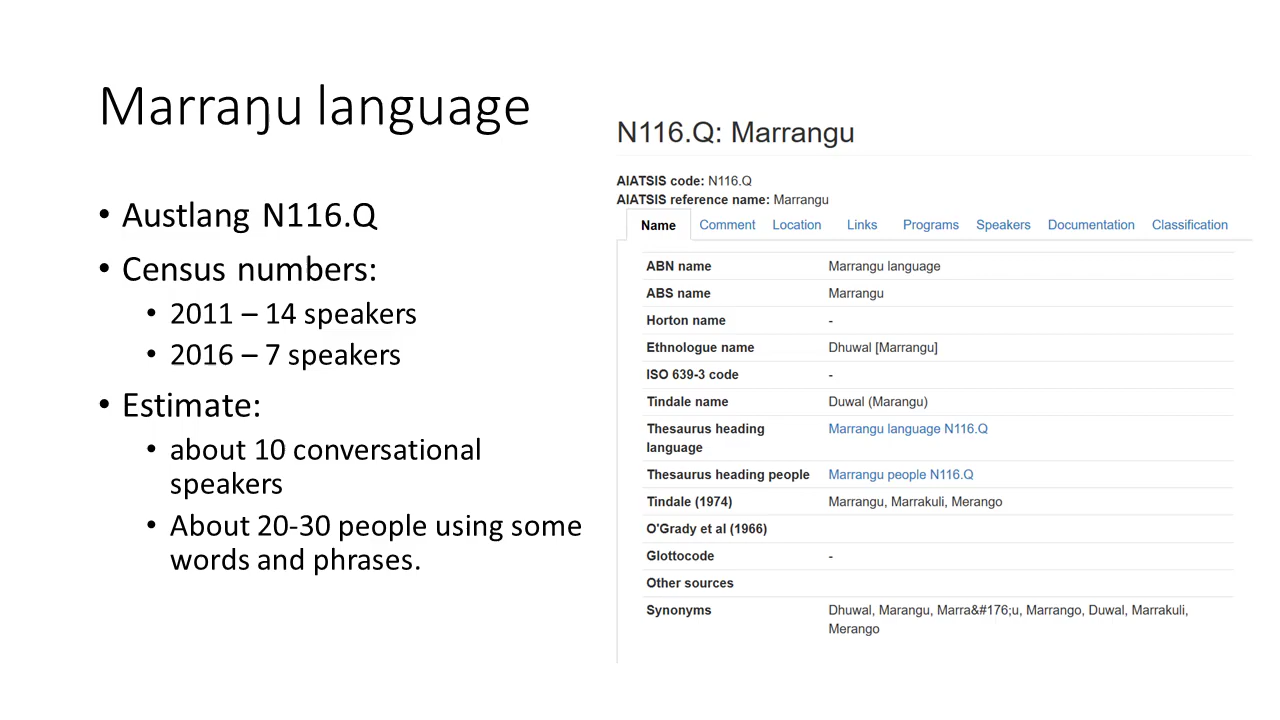 Marraŋu language
• Austlang N116.Q
• Census numbers:
• 2011 – 14 speakers
• 2016 – 7 speakers
• Estimate:
• about 10 conversational
speakers
• About 20-30 people using some
words and phrases.
N116.Q: Marrangu
AIATSIS code: N116.Q
AIATSIS reference name: Marrangu
Name Comment Location Links Programs Speakers Documentation Classification
ABN name Marrangu language
ABS name Marrangu
Horton name -
Ethnologue name Dhuwal [Marrangu]
ISO 639-3 code -
Tindale name Duwal (Marangu)
Thesaurus heading Marrangu language N116.Q
language
Thesaurus heading people Marrangu people N116.Q
Tindale (1974) Marrangu, Marrakuli, Merango
O'Grady et al (1966)
Glottocode -
Other sources
Synonyms Dhuwal, Marangu, Marra&#176;u, Marrango, Duwal, Marrakuli,
Merango